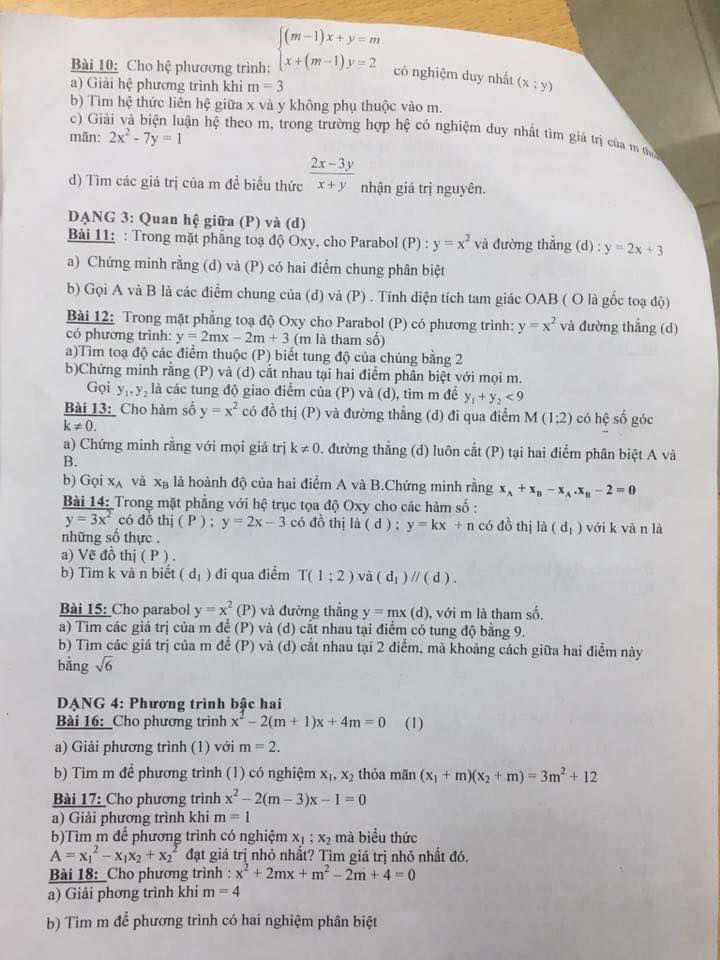 Bài 10: Cho hệ phươơng trình: {(m−1)x + y = m
x + (m−1)y = 2 có nghiệm duy nhất (x ; y)
a) Giải hệ phương trình khi m = 3
b) Tìm hệ thức liên hệ giữa x và y không phụ thuộc vào m.
c) Giải và biện luận hệ theo m, trong trường hợp hệ có nghiệm duy nhất tìm giá trị của m
mãn: 2x² - 7y = 1
d) Tìm các giá trị của m để biểu thức (2x − 3y)/(x + y) nhận giá trị nguyên.
DẠNG 3: Quan hệ giữa (P) và (d)
Bài 11: : Trong mặt phẳng toạ độ Oxy, cho Parabol (P) : y = x² và đường thẳng (d) : y = 2x + 3
a) Chứng minh rằng (d) và (P) có hai điểm chung phân biệt
b) Gọi A và B là các điểm chung của (d) và (P) . Tính diện tích tam giác OAB ( O là gốc toạ độ)
Bài 12: Trong mặt phẳng toạ độ Oxy cho Parabol (P) có phương trình: y = x² và đường thẳng (d)
có phương trình: y = 2mx − 2m + 3 (m là tham số)
a)Tìm toạ độ các điểm thuộc (P) biết tung độ của chúng bằng 2
b)Chứng minh rằng (P) và (d) cắt nhau tại hai điểm phân biệt với mọi m.
Gọi y₁, y₂ là các tung độ giao điểm của (P) và (d), tìm m để y₁ + y₂ < 9
Bài 13: Cho hàm số y = x² có đồ thị (P) và đường thẳng (d) đi qua điểm M (1;2) có hệ số góc
k ≠ 0.
a) Chứng minh rằng với mọi giá trị k ≠ 0. đường thẳng (d) luôn cắt (P) tại hai điểm phân biệt A và
B.
b) Gọi x_A và x_B là hoành độ của hai điểm A và B.Chứng minh rằng x_A + x_B − x_A.x_B − 2 = 0
Bài 14: Trong mặt phẳng với hệ trục tọa độ Oxy cho các hàm số :
y = 3x² có đồ thị ( P ) ; y = 2x − 3 có đồ thị là ( d ) ; y = kx + n có đồ thị là ( d₁ ) với k và n là
những số thực .
a) Vẽ đồ thị ( P ) .
b) Tìm k và n biết ( d₁ ) đi qua điểm T( 1 ; 2 ) và ( d₁ ) // ( d ) .
Bài 15: Cho parabol y = x² (P) và đường thẳng y = mx (d), với m là tham số.
a) Tìm các giá trị của m để (P) và (d) cắt nhau tại điểm có tung độ bằng 9.
b) Tìm các giá trị của m để (P) và (d) cắt nhau tại 2 điểm, mà khoảng cách giữa hai điểm này
bằng √6
DẠNG 4: Phương trình bậc hai
Bài 16: Cho phương trình x² − 2(m + 1)x + 4m = 0 (1)
a) Giải phương trình (1) với m = 2.
b) Tìm m để phương trình (1) có nghiệm x₁, x₂ thỏa mãn (x₁ + m)(x₂ + m) = 3m² + 12
Bài 17: Cho phương trình x² − 2(m − 3)x − 1 = 0
a) Giải phương trình khi m = 1
b)Tìm m để phương trình có nghiệm x₁ ; x₂ mà biểu thức
A = x₁² − x₁x₂ + x₂² đạt giá trị nhỏ nhất? Tìm giá trị nhỏ nhất đó.
Bài 18: Cho phương trình : x² + 2mx + m² − 2m + 4 = 0
a) Giải phơng trình khi m = 4
b) Tìm m để phương trình có hai nghiệm phân biệt